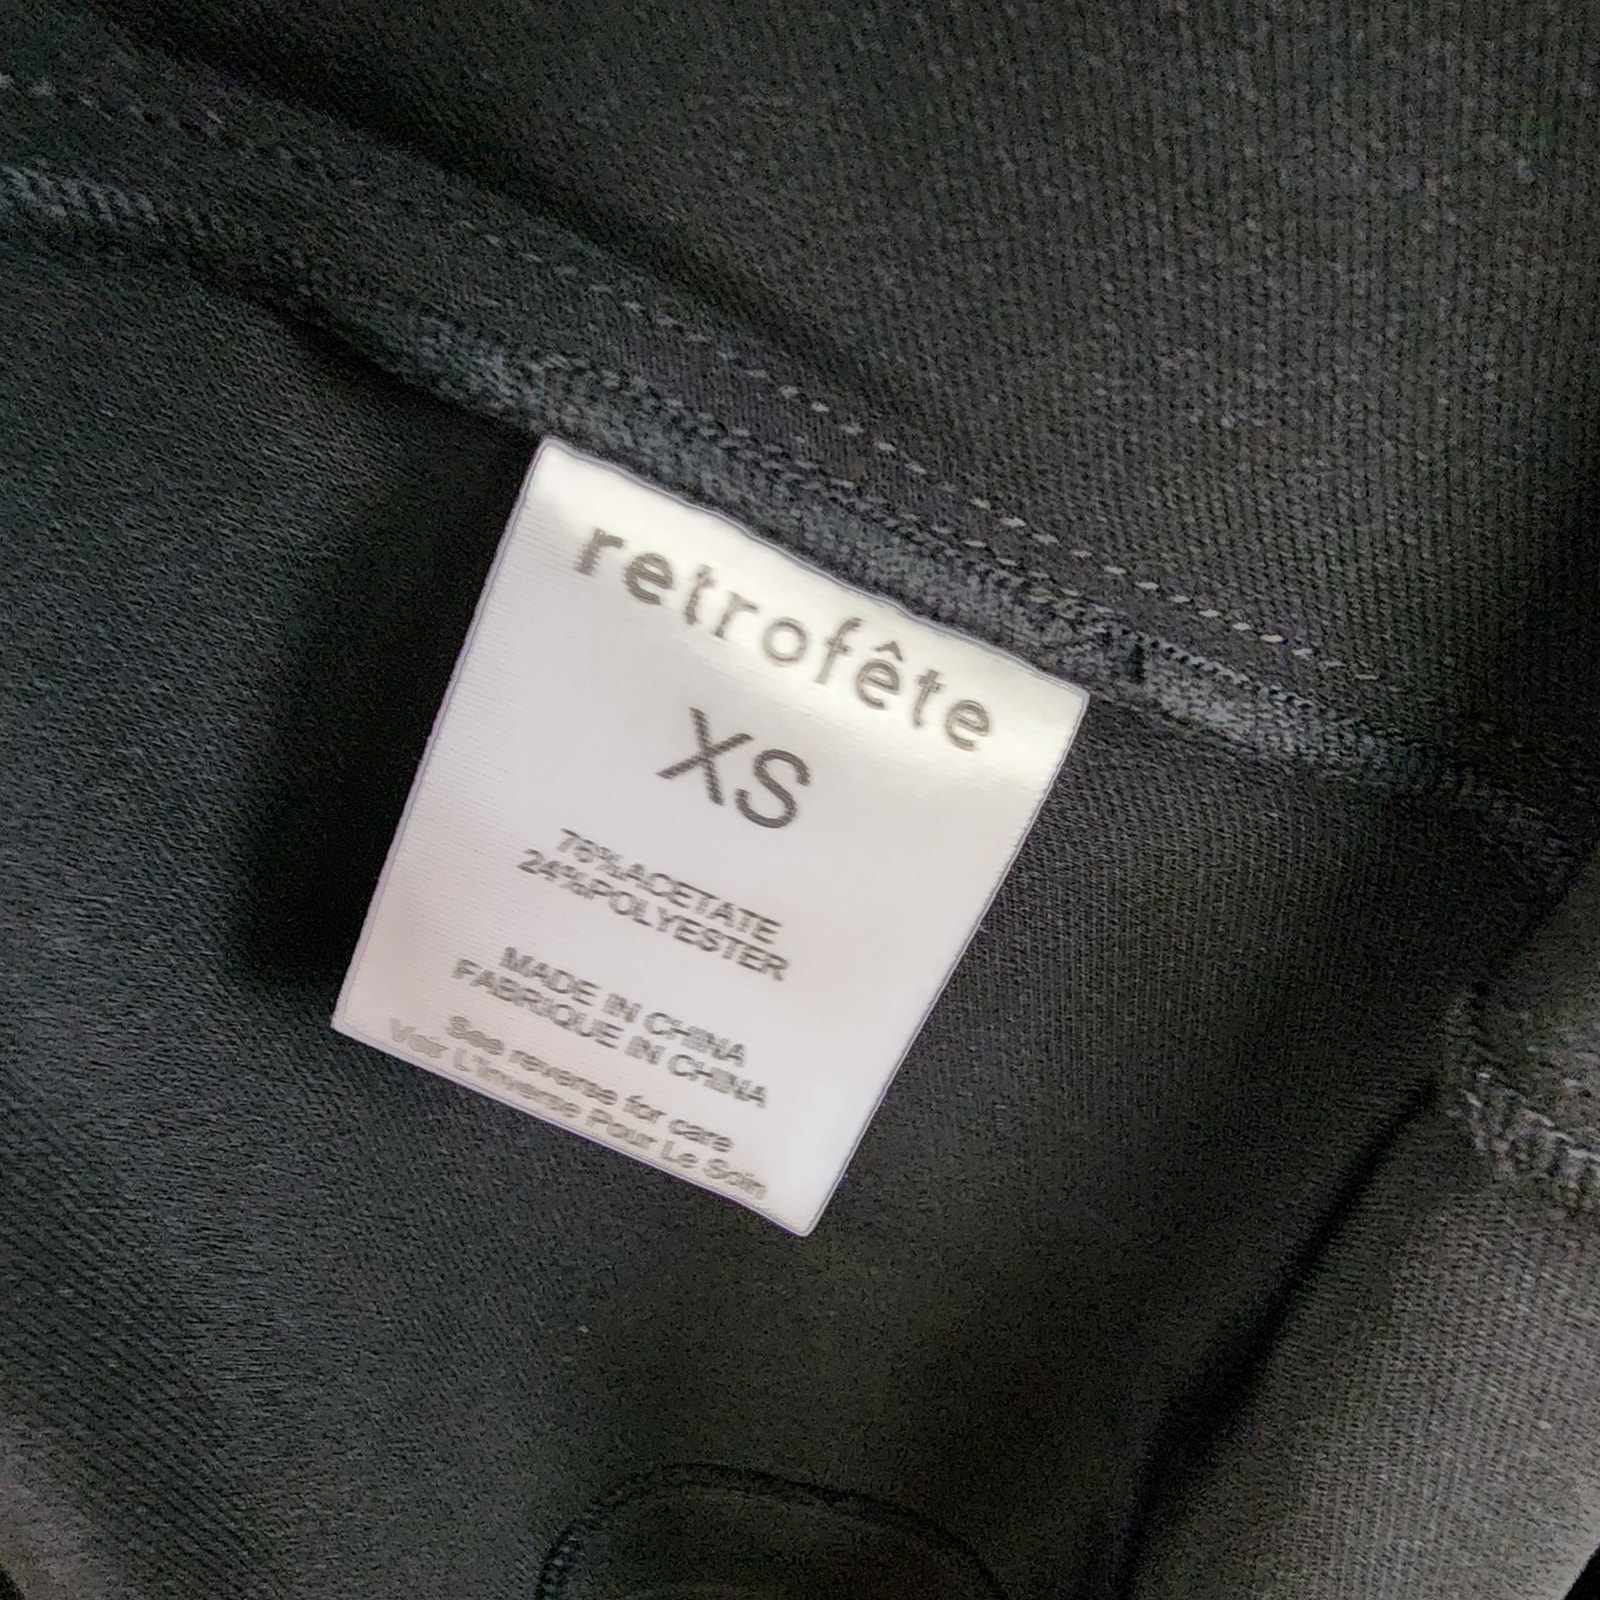 retrofête
XS
76%ACETATE
24%POLYESTER
MADE IN CHINA
FABRIQUE IN CHINA
See reverse for care
Voir L'inverse Pour Le Soin